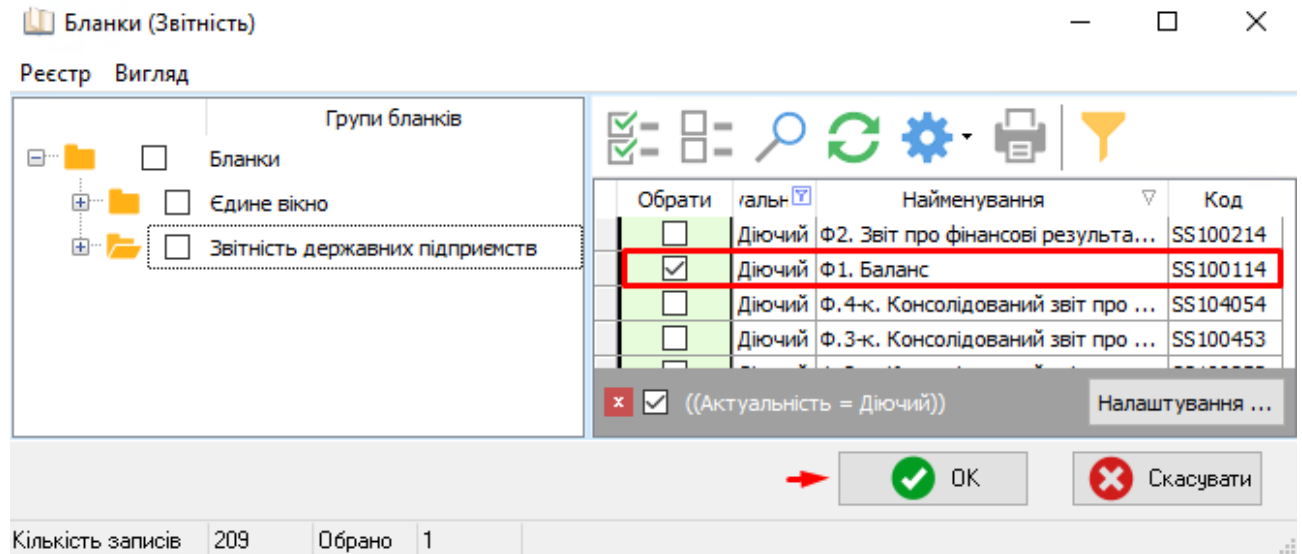 Бланки (Звітність)
Реєстр Вигляд
Групи бланків
Бланки
Єдине вікно
Звітність державних підприємств
Обрати уальн Найменування Код
Діючий Ф2. Звіт про фінансові результа... SS100214
Діючий Ф1. Баланс SS100114
Діючий Ф.4-к. Консолідований звіт про ... SS104054
Діючий Ф.3-к. Консолідований звіт про ... SS100453
x ((Актуальність = Діючий)) Налаштування ...
OK Скасувати
Кількість записів 209 Обрано 1